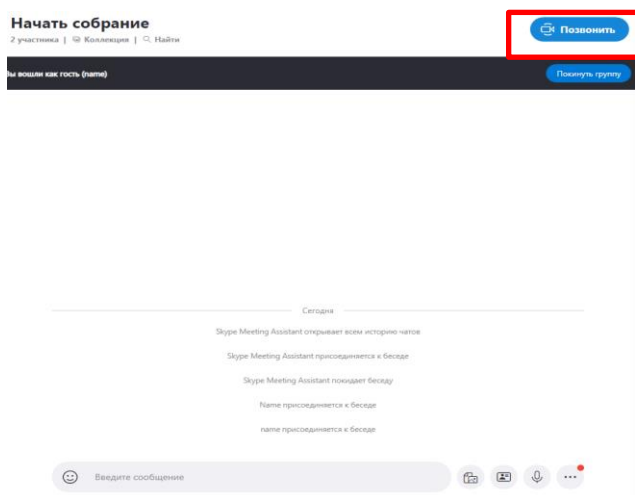 Начать собрание
2 участника | Коллекция | Найти
Позвонить
Вы вошли как гость (name)
Покинуть группу
Сегодня
Skype Meeting Assistant открывает всем историю чатов
Skype Meeting Assistant присоединяется к беседе
Skype Meeting Assistant покидает беседу
Name присоединяется к беседе
name присоединяется к беседе
Введите сообщение